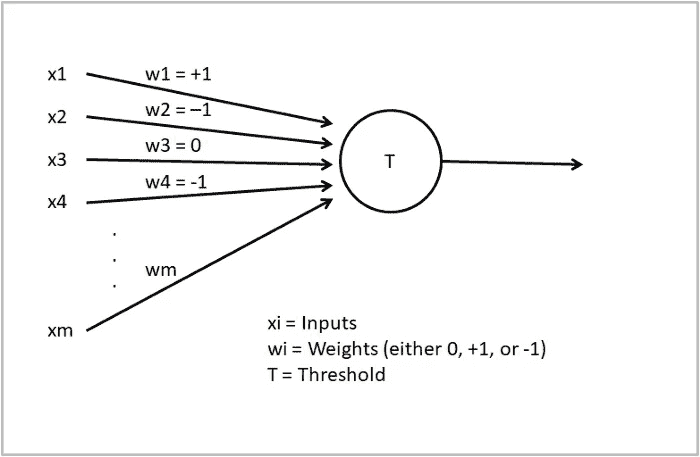 x1 w1 = +1
x2 w2 = –1
x3 w3 = 0
x4 w4 = -1
T
.
.
.
xm wm
xi = Inputs
wi = Weights (either 0, +1, or -1)
T = Threshold